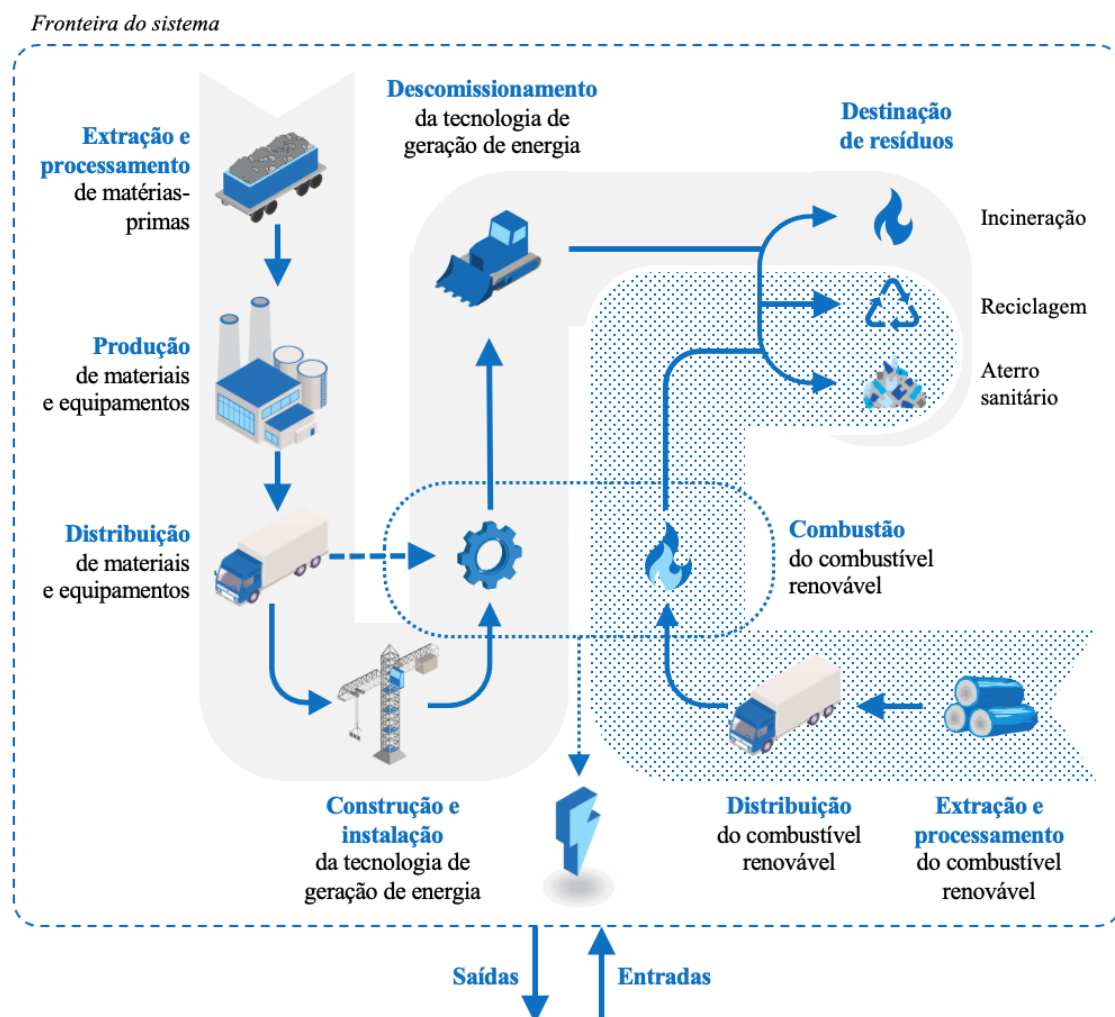 Fronteira do sistema
Extração e
processamento
de matérias-
primas
Descomissionamento
da tecnologia de
geração de energia
Destinação
de resíduos
Incineração
Reciclagem
Aterro
sanitário
Produção
de materiais
e equipamentos
Distribuição
de materiais
e equipamentos
Combustão
do combustível
renovável
Construção e
instalação
da tecnologia de
geração de energia
Distribuição
do combustível
renovável
Extração e
processamento
do combustível
renovável
Saídas
Entradas